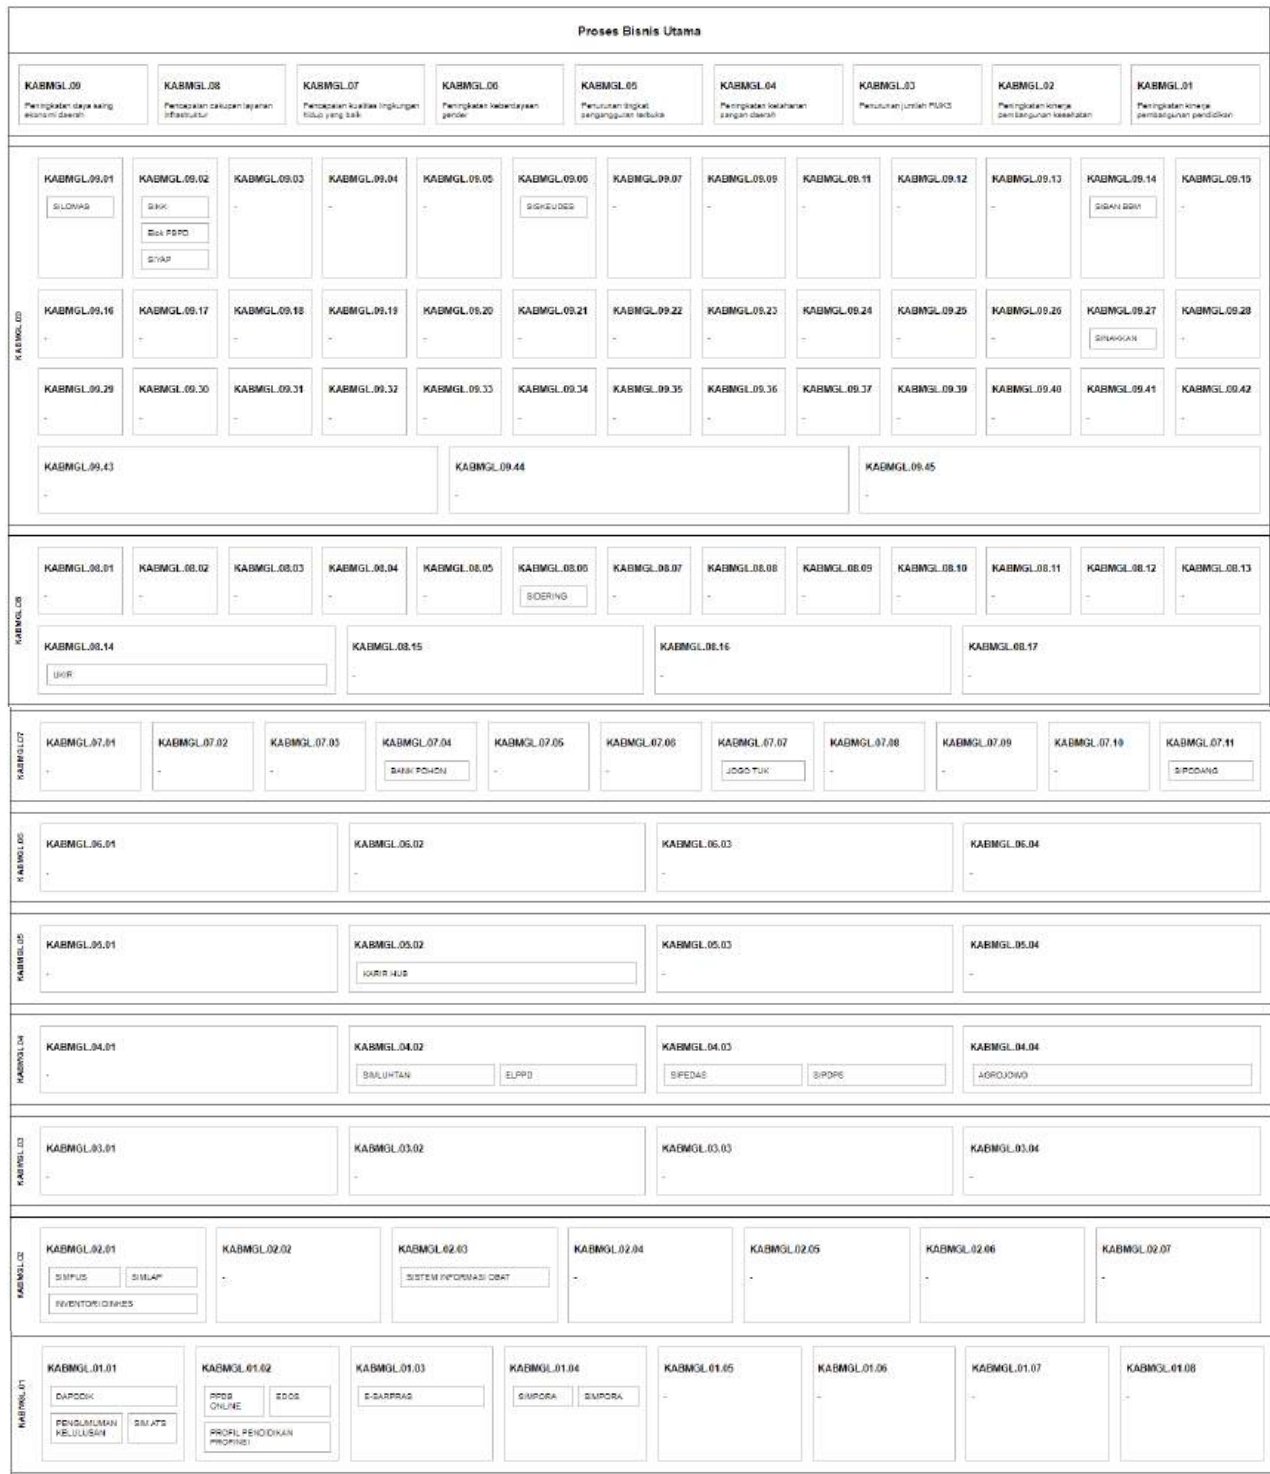 Proses Bisnis Utama
KABMGL.09 KABMGL.08 KABMGL.07 KABMGL.06 KABMGL.05 KABMGL.04 KABMGL.03 KABMGL.02 KABMGL.01
Peningkatan daya saing Pencapaian cakupan layanan Pencapaian kualitas lingkungan Peningkatan keberdayaan Penurunan tingkat Peningkatan ketahanan Penurunan jumlah PMKS Peningkatan kinerja Peningkatan kinerja
ekonomi daerah infrastruktur hidup yang baik gender pengangguran terbuka pangan daerah pembangunan kesehatan pembangunan pendidikan
KABMGL.09
KABMGL.09.01 KABMGL.09.02 KABMGL.09.03 KABMGL.09.04 KABMGL.09.05 KABMGL.09.06 KABMGL.09.07 KABMGL.09.09 KABMGL.09.11 KABMGL.09.12 KABMGL.09.13 KABMGL.09.14 KABMGL.09.15
SILOMAS SIKK - - - SISKEUDES - - - - - SIBAN BBM -
SIYAP
KABMGL.09.16 KABMGL.09.17 KABMGL.09.18 KABMGL.09.19 KABMGL.09.20 KABMGL.09.21 KABMGL.09.22 KABMGL.09.23 KABMGL.09.24 KABMGL.09.25 KABMGL.09.26 KABMGL.09.27 KABMGL.09.28
- - - - - - - - - - - SINAKKAN -
KABMGL.09.29 KABMGL.09.30 KABMGL.09.31 KABMGL.09.32 KABMGL.09.33 KABMGL.09.34 KABMGL.09.35 KABMGL.09.36 KABMGL.09.37 KABMGL.09.39 KABMGL.09.40 KABMGL.09.41 KABMGL.09.42
- - - - - - - - - - - - -
KABMGL.09.43 KABMGL.09.44 KABMGL.09.45
- - -
KABMGL.08
KABMGL.08.01 KABMGL.08.02 KABMGL.08.03 KABMGL.08.04 KABMGL.08.05 KABMGL.08.06 KABMGL.08.07 KABMGL.08.08 KABMGL.08.09 KABMGL.08.10 KABMGL.08.11 KABMGL.08.12 KABMGL.08.13
- - - - - SIDERING - - - - - - -
KABMGL.08.14 KABMGL.08.15 KABMGL.08.16 KABMGL.08.17
UKIR - - -
KABMGL.07
KABMGL.07.01 KABMGL.07.02 KABMGL.07.03 KABMGL.07.04 KABMGL.07.05 KABMGL.07.06 KABMGL.07.07 KABMGL.07.08 KABMGL.07.09 KABMGL.07.10 KABMGL.07.11
- - - BANK POHON - - JOGO TUK - - - SIPEDANG
KABMGL.06
KABMGL.06.01 KABMGL.06.02 KABMGL.06.03 KABMGL.06.04
- - - -
KABMGL.05
KABMGL.05.01 KABMGL.05.02 KABMGL.05.03 KABMGL.05.04
- KARIR HUB - -
KABMGL.04
KABMGL.04.01 KABMGL.04.02 KABMGL.04.03 KABMGL.04.04
- SIMLUHTAN ELPPD SIPEDAS SIPDPS AGROJOWO
KABMGL.03
KABMGL.03.01 KABMGL.03.02 KABMGL.03.03 KABMGL.03.04
- - - -
KABMGL.02
KABMGL.02.01 KABMGL.02.02 KABMGL.02.03 KABMGL.02.04 KABMGL.02.05 KABMGL.02.06 KABMGL.02.07
SIMPUS SIMLAP - SISTEM INFORMASI OBAT - - - -
INVENTORI DINKES
KABMGL.01
KABMGL.01.01 KABMGL.01.02 KABMGL.01.03 KABMGL.01.04 KABMGL.01.05 KABMGL.01.06 KABMGL.01.07 KABMGL.01.08
DAPODIK PPDB EDOS E-SARPRAS SIMPORA SIMPORA - - - -
ONLINE
PENGUMUMAN SIM ATS
KELULUSAN
PROFIL PENDIDIKAN
PROPINSI